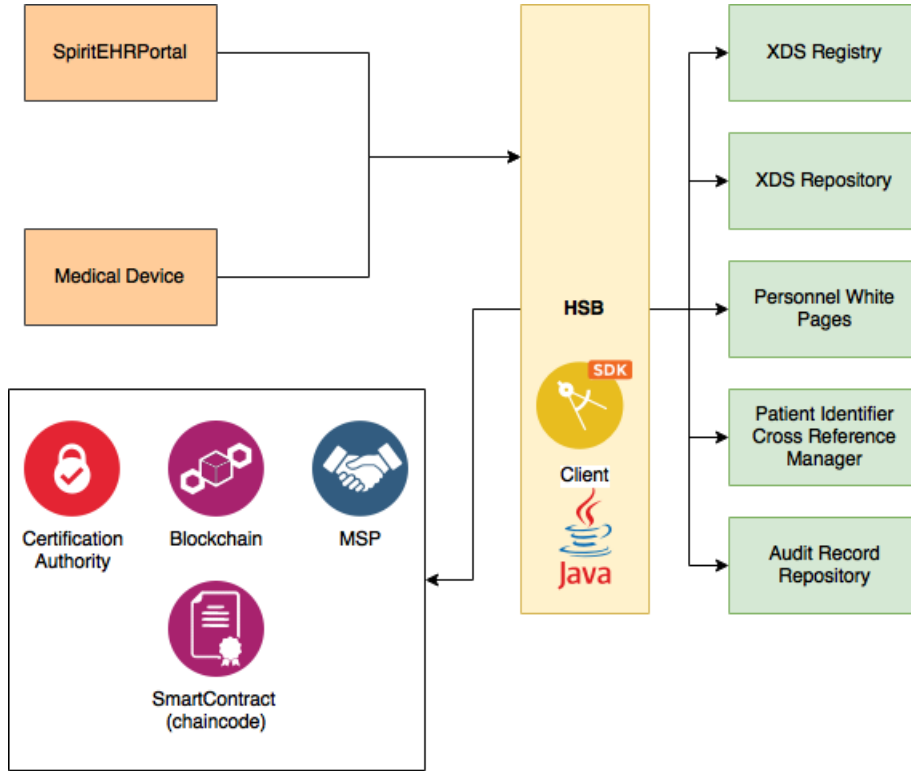 SpiritEHRPortal
Medical Device
HSB
SDK
Client
Java
XDS Registry
XDS Repository
Personnel White
Pages
Patient Identifier
Cross Reference
Manager
Audit Record
Repository
Certification
Authority
Blockchain
MSP
SmartContract
(chaincode)